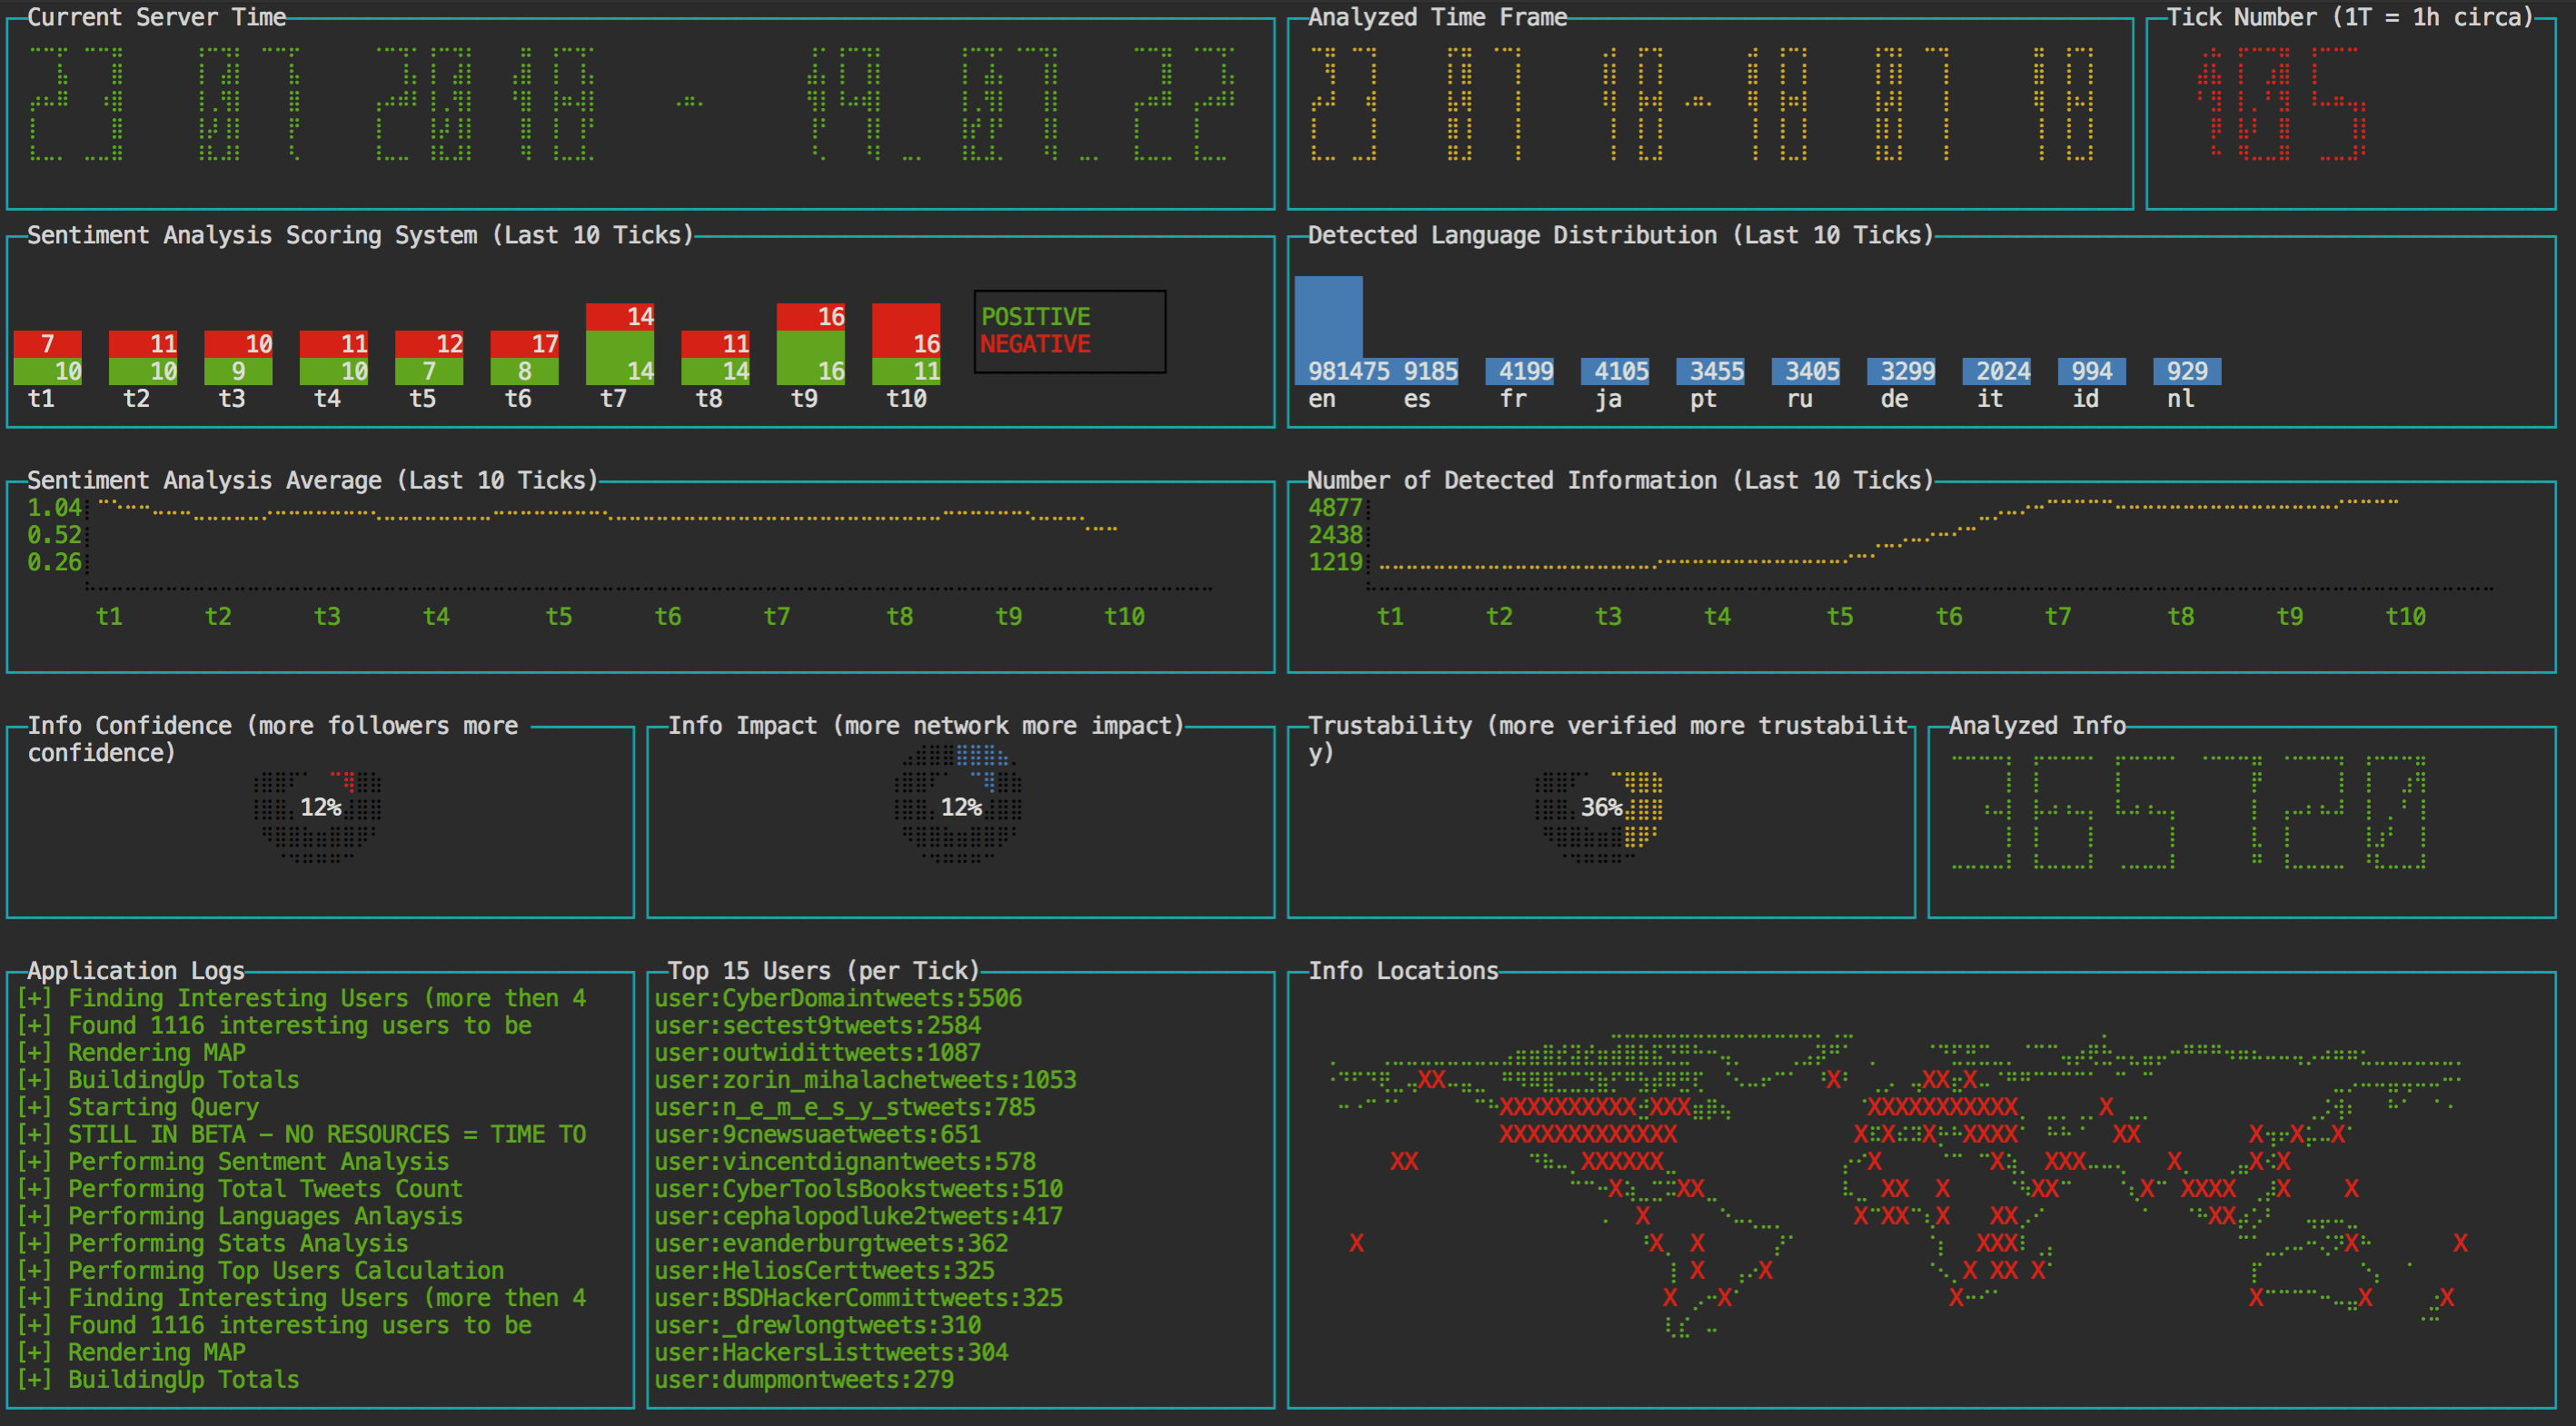 Current Server Time
23 07 2018 - 19_07_22
Analyzed Time Frame
Tick Number (1T = 1h circa)
105
Sentiment Analysis Scoring System (Last 10 Ticks)
14 16
POSITIVE
7 11 10 11 12 17 11 16
NEGATIVE
10 10 9 10 7 8 14 14 16 11
t1 t2 t3 t4 t5 t6 t7 t8 t9 t10
Detected Language Distribution (Last 10 Ticks)
981475 9185 4199 4105 3455 3405 3299 2024 994 929
en es fr ja pt ru de it id nl
Sentiment Analysis Average (Last 10 Ticks)
1.04
0.52
0.26
t1 t2 t3 t4 t5 t6 t7 t8 t9 t10
Number of Detected Information (Last 10 Ticks)
4877
2438
1219
t1 t2 t3 t4 t5 t6 t7 t8 t9 t10
Info Confidence (more followers more
confidence)
12%
Info Impact (more network more impact)
12%
Trustability (more verified more trustabilit
y)
36%
Analyzed Info
365720
Application Logs
[+] Finding Interesting Users (more then 4
[+] Found 1116 interesting users to be
[+] Rendering MAP
[+] BuildingUp Totals
[+] Starting Query
[+] STILL IN BETA – NO RESOURCES = TIME TO
[+] Performing Sentment Analysis
[+] Performing Total Tweets Count
[+] Performing Languages Anlaysis
[+] Performing Stats Analysis
[+] Performing Top Users Calculation
[+] Finding Interesting Users (more then 4
[+] Found 1116 interesting users to be
[+] Rendering MAP
[+] BuildingUp Totals
Top 15 Users (per Tick)
user:CyberDomaintweets:5506
user:sectest9tweets:2584
user:outwidittweets:1087
user:zorin_mihalachetweets:1053
user:n_e_m_e_s_y_stweets:785
user:9cnewsuaetweets:651
user:vincentdignantweets:578
user:CyberToolsBookstweets:510
user:cephalopodluke2tweets:417
user:evanderburgtweets:362
user:HeliosCerttweets:325
user:BSDHackerCommittweets:325
user:_drewlongtweets:310
user:HackersListtweets:304
user:dumpmontweets:279
Info Locations